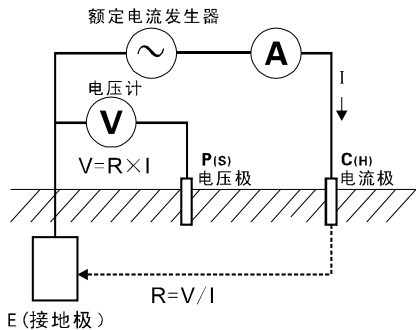 额定电流发生器
A
I
电压计
V
V=R×I
P(S)
电压极
C(H)
电流极
R=V/I
E(接地极)